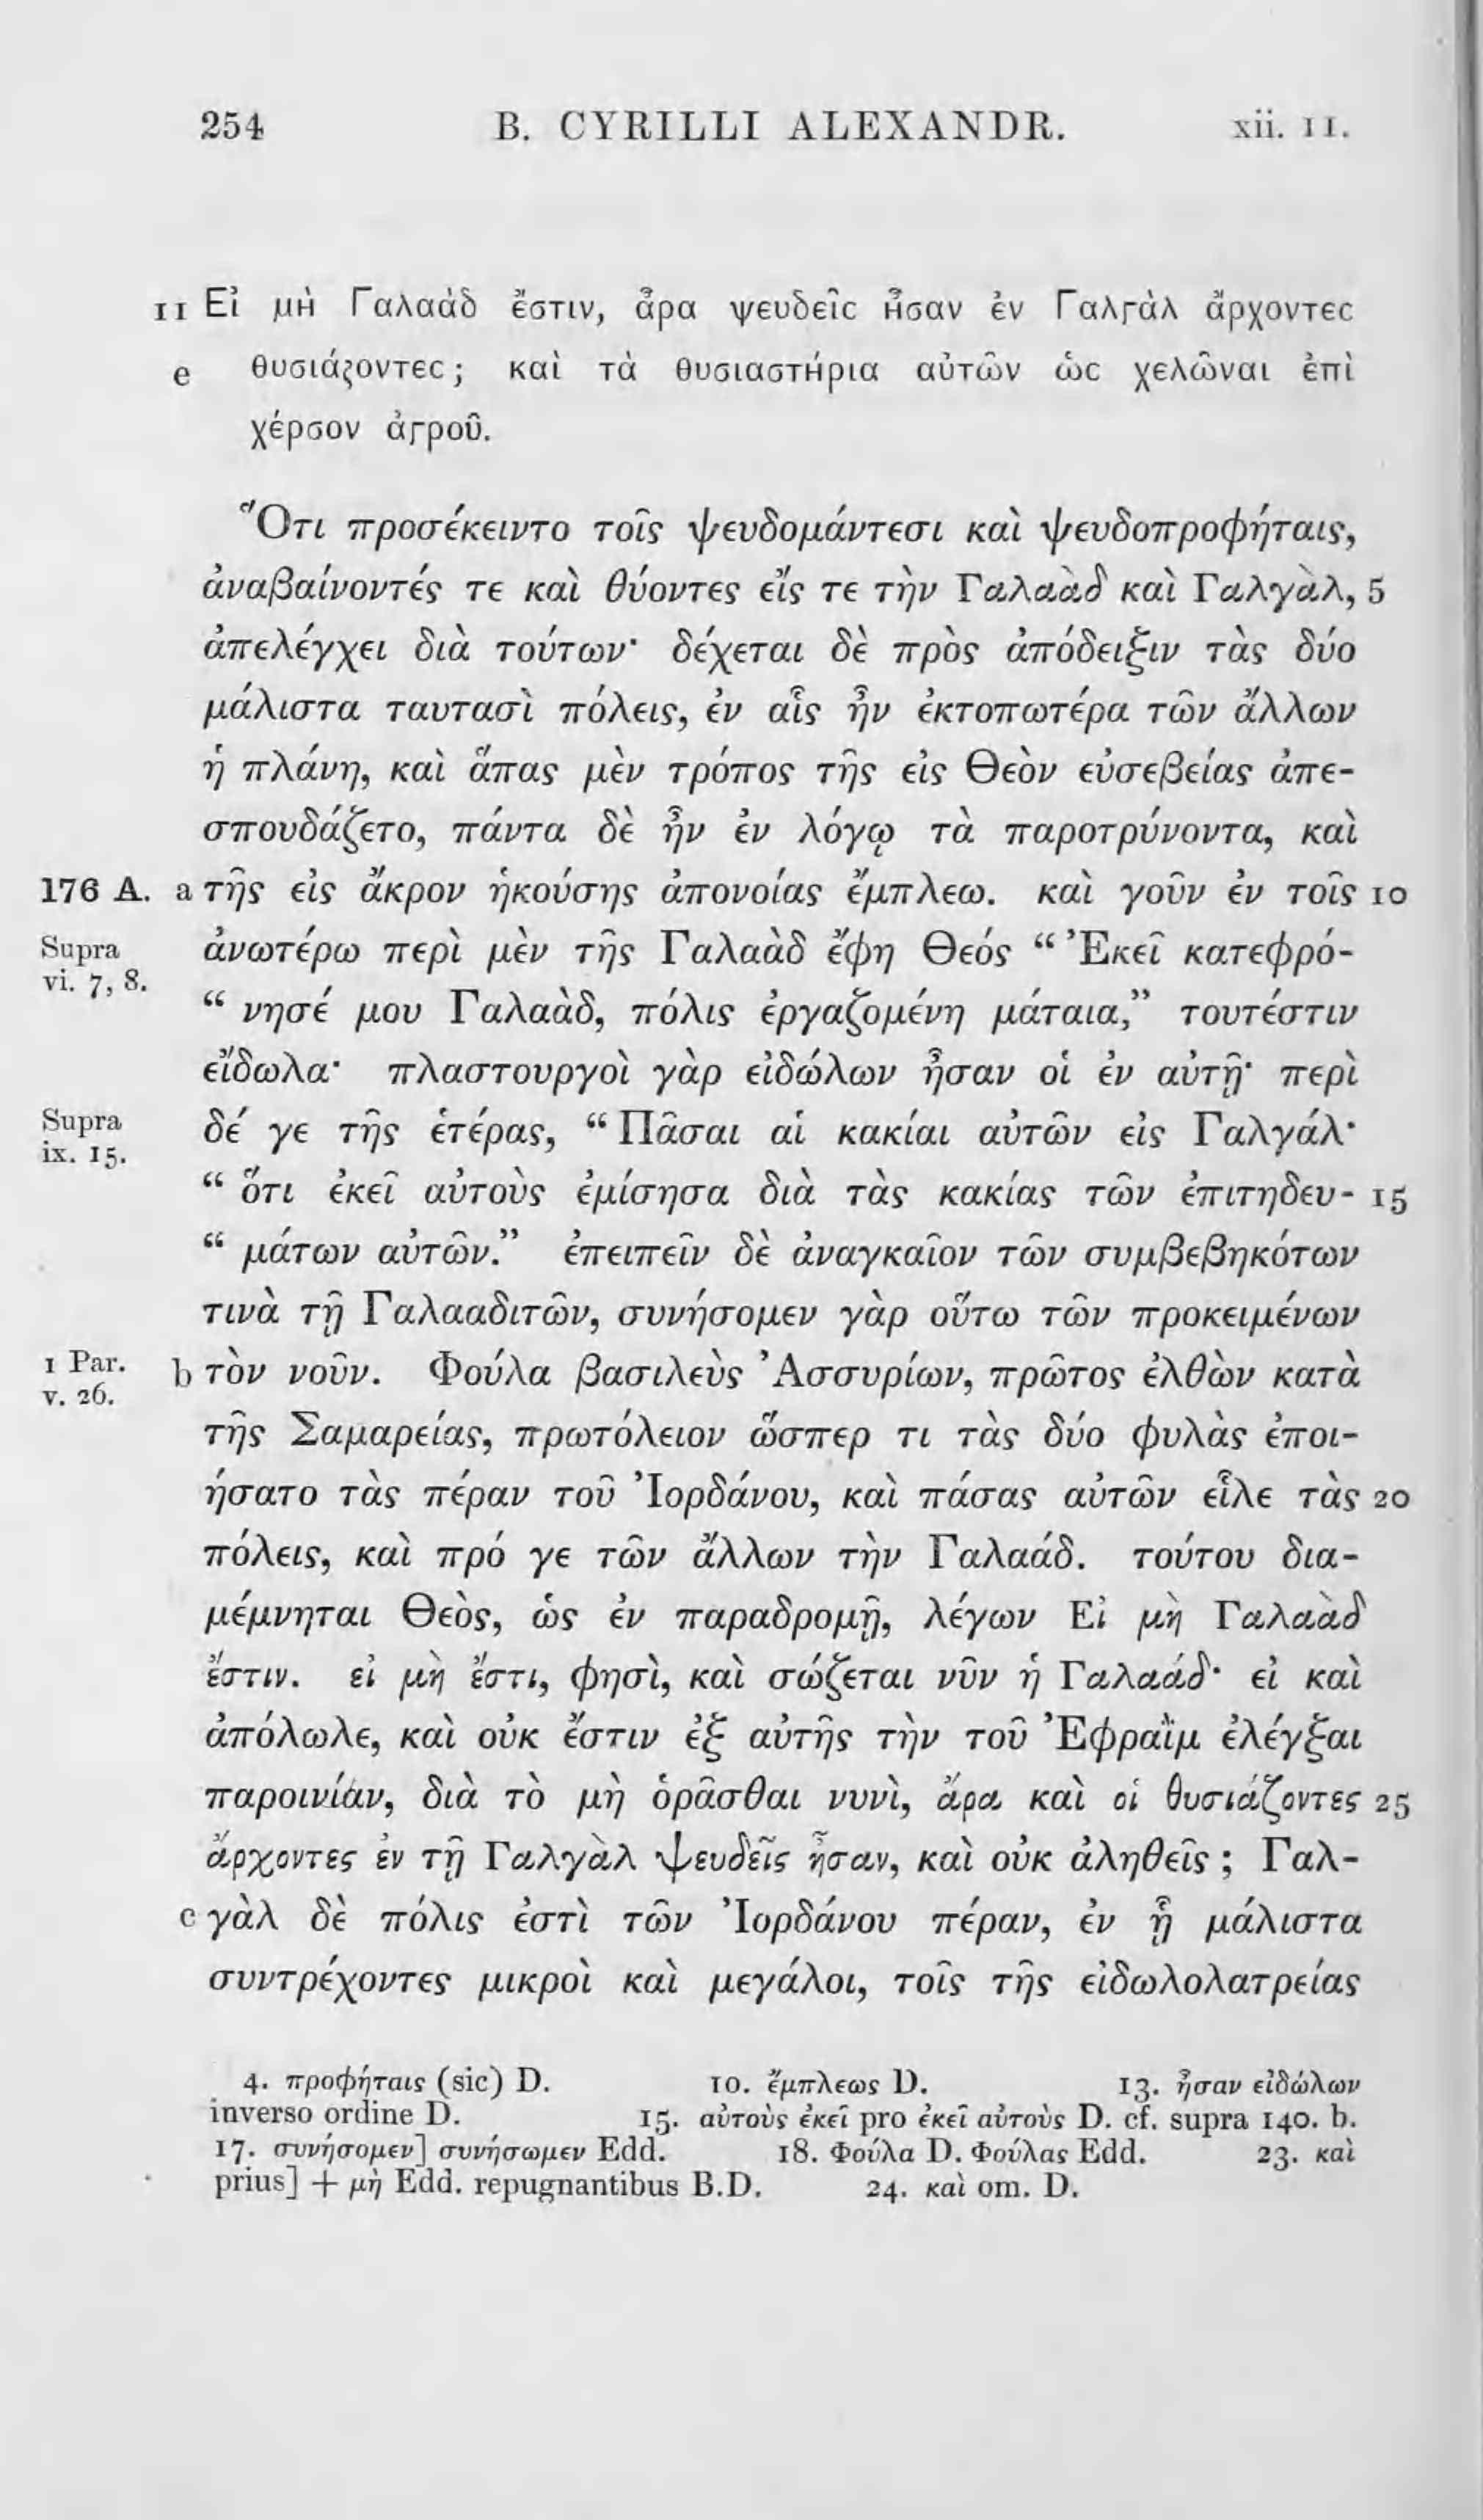 254 B. CYRILLI ALEXANDR. xii. 11.
11 Εἰ μὴ Γαλαὰδ ἔστιν, ἆρα ψευδεῖς ἦσαν ἐν Γαλγὰλ ἄρχοντες
e θυσιάζοντες; καὶ τὰ θυσιαστήρια αὐτῶν ὡς χελῶναι ἐπὶ
χέρσον ἀγροῦ.
Ὅτι προσέκειντο τοῖς ψευδομάντεσι καὶ ψευδοπροφήταις,
ἀναβαίνοντές τε καὶ θύοντες εἴς τε τὴν Γαλαὰδ καὶ Γαλγὰλ, 5
ἀπελέγχει διὰ τούτων· δέχεται δὲ πρὸς ἀπόδειξιν τὰς δύο
μάλιστα ταυτασὶ πόλεις, ἐν αἷς ἦν ἐκτοπωτέρα τῶν ἄλλων
ἡ πλάνη, καὶ ἅπας μὲν τρόπος τῆς εἰς Θεὸν εὐσεβείας ἀπε-
σπουδάζετο, πάντα δὲ ἦν ἐν λόγῳ τὰ παροτρύνοντα, καὶ
176 A. a τῆς εἰς ἄκρον ἡκούσης ἀπονοίας ἔμπλεω. καὶ γοῦν ἐν τοῖς 10
Supra ἀνωτέρω περὶ μὲν τῆς Γαλαὰδ ἔφη Θεός “ Ἐκεῖ κατεφρό-
vi. 7, 8. “ νησέ μου Γαλαὰδ, πόλις ἐργαζομένη μάταια,” τουτέστιν
εἴδωλα· πλαστουργοὶ γὰρ εἰδώλων ἦσαν οἱ ἐν αὐτῇ· περὶ
Supra δέ γε τῆς ἑτέρας, “ Πᾶσαι αἱ κακίαι αὐτῶν εἰς Γαλγάλ·
ix. 15. “ ὅτι ἐκεῖ αὐτοὺς ἐμίσησα διὰ τὰς κακίας τῶν ἐπιτηδευ- 15
“ μάτων αὐτῶν.” ἐπειπεῖν δὲ ἀναγκαῖον τῶν συμβεβηκότων
τινὰ τῇ Γαλααδιτῶν, συνήσομεν γὰρ οὕτω τῶν προκειμένων
1 Par. b τὸν νοῦν. Φούλα βασιλεὺς Ἀσσυρίων, πρῶτος ἐλθὼν κατὰ
v. 26. τῆς Σαμαρείας, πρωτόλειον ὥσπερ τι τὰς δύο φυλὰς ἐποι-
ήσατο τὰς πέραν τοῦ Ἰορδάνου, καὶ πάσας αὐτῶν εἷλε τὰς 20
πόλεις, καὶ πρό γε τῶν ἄλλων τὴν Γαλαάδ. τούτου δια-
μέμνηται Θεὸς, ὡς ἐν παραδρομῇ, λέγων Εἰ μὴ Γαλαὰδ
ἔστιν. εἰ μὴ ἔστι, φησὶ, καὶ σώζεται νῦν ἡ Γαλαάδ· εἰ καὶ
ἀπόλωλε, καὶ οὐκ ἔστιν ἐξ αὐτῆς τὴν τοῦ Ἐφραῒμ ἐλέγξαι
παροινίαν, διὰ τὸ μὴ ὁρᾶσθαι νυνὶ, ἄρα καὶ οἱ θυσιάζοντες 25
ἄρχοντες ἐν τῇ Γαλγὰλ ψευδεῖς ἦσαν, καὶ οὐκ ἀληθεῖς; Γαλ-
c γὰλ δὲ πόλις ἐστὶ τῶν Ἰορδάνου πέραν, ἐν ᾗ μάλιστα
συντρέχοντες μικροὶ καὶ μεγάλοι, τοῖς τῆς εἰδωλολατρείας
4. προφήταις (sic) D. 10. ἔμπλεως D. 13. ἦσαν εἰδώλων
inverso ordine D. 15. αὐτοὺς ἐκεῖ pro ἐκεῖ αὐτοὺς D. cf. supra 140. b.
17. συνήσομεν] συνήσωμεν Edd. 18. Φούλα D. Φούλας Edd. 23. καὶ
prius] + μὴ Edd. repugnantibus B.D. 24. καὶ om. D.